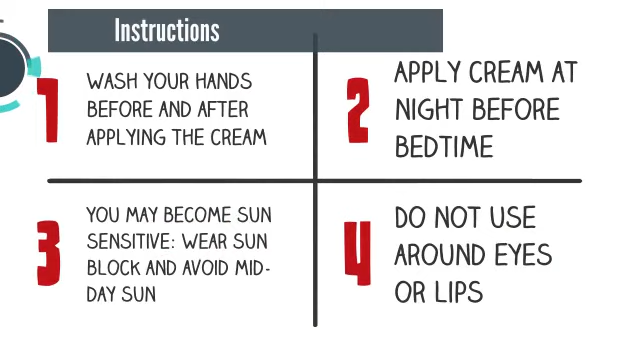 Instructions
1
WASH YOUR HANDS
BEFORE AND AFTER
APPLYING THE CREAM
2
APPLY CREAM AT
NIGHT BEFORE
BEDTIME
3
YOU MAY BECOME SUN
SENSITIVE: WEAR SUN
BLOCK AND AVOID MID-
DAY SUN
4
DO NOT USE
AROUND EYES
OR LIPS